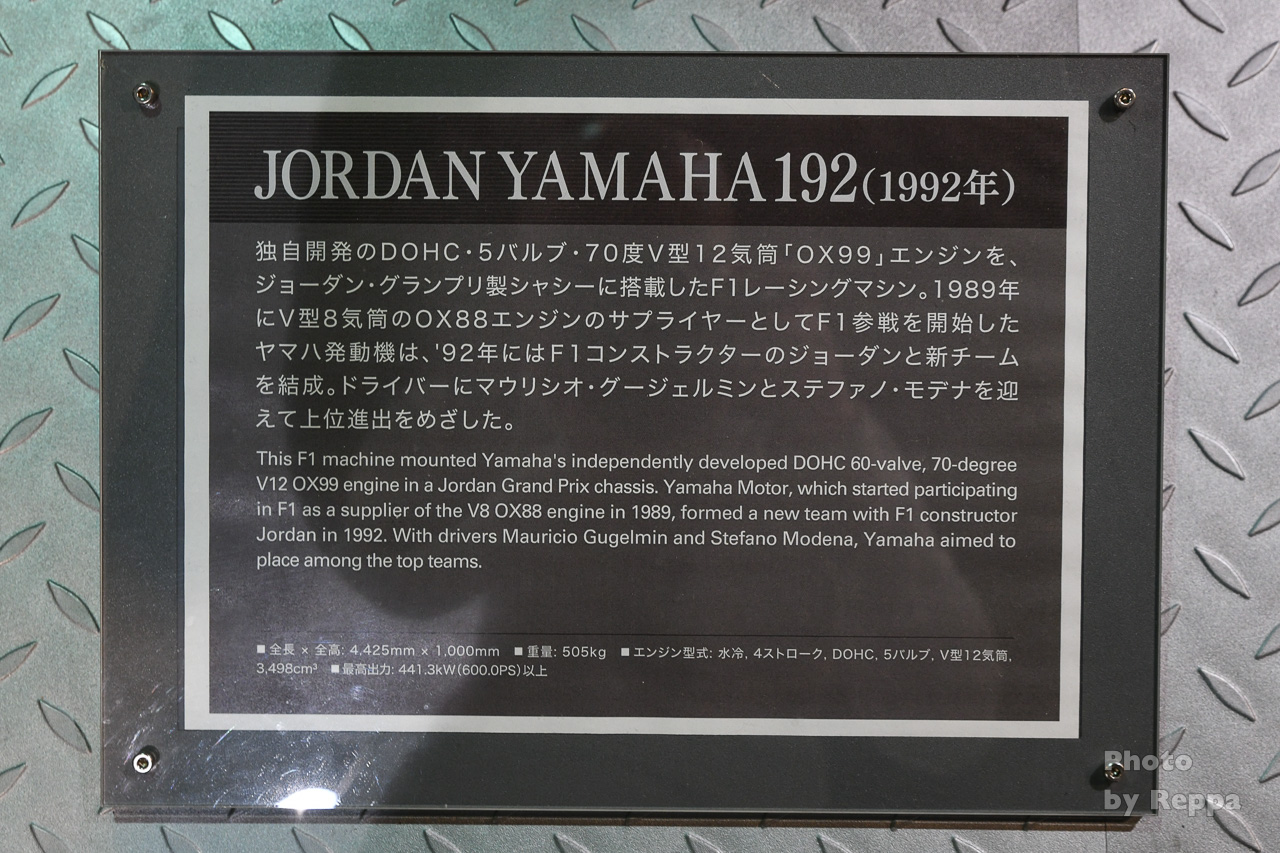 JORDAN YAMAHA 192(1992年)
独自開発のDOHC・5バルブ・70度V型12気筒「OX99」エンジンを、
ジョーダン・グランプリ製シャシーに搭載したF1レーシングマシン。1989年
にV型8気筒のOX88エンジンのサプライヤーとしてF1参戦を開始した
ヤマハ発動機は、'92年にはF1コンストラクターのジョーダンと新チーム
を結成。ドライバーにマウリシオ・グージェルミンとステファノ・モデナを迎
えて上位進出をめざした。
This F1 machine mounted Yamaha's independently developed DOHC 60-valve, 70-degree
V12 OX99 engine in a Jordan Grand Prix chassis. Yamaha Motor, which started participating
in F1 as a supplier of the V8 OX88 engine in 1989, formed a new team with F1 constructor
Jordan in 1992. With drivers Mauricio Gugelmin and Stefano Modena, Yamaha aimed to
place among the top teams.
■全長 × 全高: 4,425mm × 1,000mm ■重量: 505kg ■エンジン型式: 水冷, 4ストローク, DOHC, 5バルブ, V型12気筒,
3,498cm³ ■最高出力: 441.3kW(600.0PS)以上
Photo
by Reppa